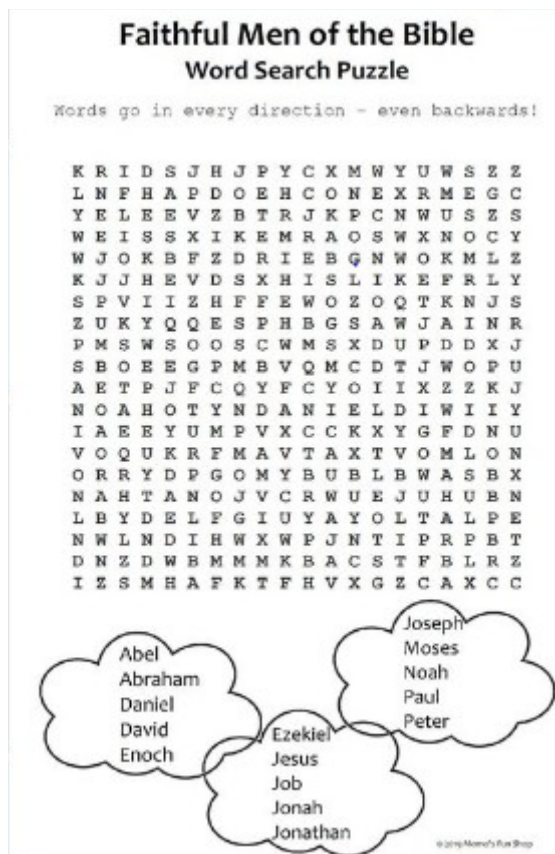 Faithful Men of the Bible
Word Search Puzzle
Words go in every direction - even backwards!
K R I D S J H J P Y C X M W Y U W S Z Z
L N F H A P D O E H C O N E X R M E G C
Y E L E E V Z B T R J K P C N W U S Z S
W E I S S X I K E M R A O S W X N O C Y
W J O K B F Z D R I E B G N W O K M L Z
K J J H E V D S X H I S L I K E F R L Y
S P V I I Z H F F E W O Z O Q T K N J S
Z U K Y Q Q E S P H B G S A W J A I N R
P M S W S O O S C W M S X D U P D D X J
S B O E E G P M B V Q M C D T J W O P U
A E T P J F C Q Y F C Y O I I X Z Z K J
N O A H O T Y N D A N I E L D I W I I Y
I A E E Y U M P V X C C K X Y G F D N U
V O Q U K R F M A V T A X T V O M L O N
O R R Y D P G O M Y B U B L B W A S B X
N A H T A N O J V C R W U E J U H U B N
L B Y D E L F G I U Y A Y O L T A L P E
N W L N D I H W X W P J N T I P R P B T
D N Z D W B M M M K B A C S T F B L R Z
I Z S M H A F K T F H V X G Z C A X C C
Abel
Abraham
Daniel
David
Enoch
Ezekiel
Jesus
Job
Jonah
Jonathan
Joseph
Moses
Noah
Paul
Peter